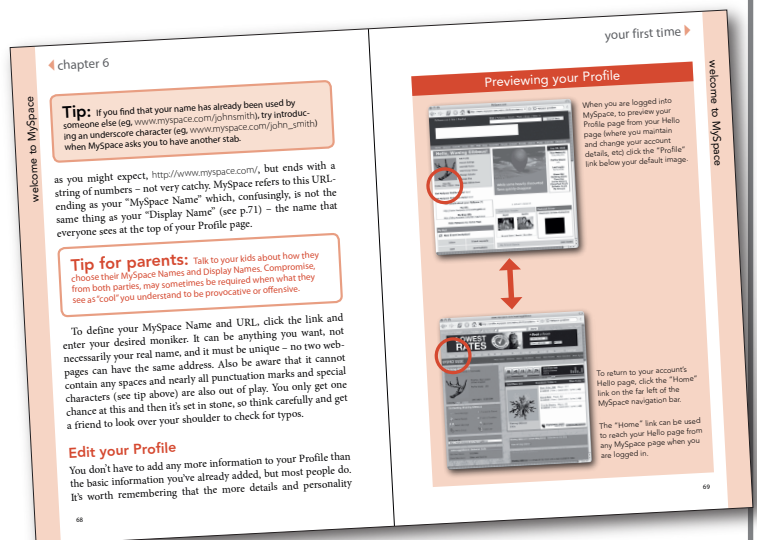 chapter 6
welcome to MySpace
Tip: If you find that your name has already been used by
someone else (eg, www.myspace.com/johnsmith), try introduc-
ing an underscore character (eg, www.myspace.com/john_smith)
when MySpace asks you to have another stab.
as you might expect, http://www.myspace.com/, but ends with a
string of numbers – not very catchy. MySpace refers to this URL-
ending as your “MySpace Name” which, confusingly, is not the
same thing as your “Display Name” (see p.71) – the name that
everyone sees at the top of your Profile page.
Tip for parents: Talk to your kids about how they
choose their MySpace Names and Display Names. Compromise,
from both parties, may sometimes be required when what they
see as “cool” you understand to be provocative or offensive.
To define your MySpace Name and URL, click the link and
enter your desired moniker. It can be anything you want, not
necessarily your real name, and it must be unique – no two web-
pages can have the same address. Also be aware that it cannot
contain any spaces and nearly all punctuation marks and special
characters (see tip above) are also out of play. You only get one
chance at this and then it’s set in stone, so think carefully and get
a friend to look over your shoulder to check for typos.
Edit your Profile
You don’t have to add any more information to your Profile than
the basic information you’ve already added, but most people do.
It’s worth remembering that the more details and personality
68
your first time
welcome to MySpace
Previewing your Profile
When you are logged into
MySpace, to preview your
Profile page from your Hello
page (where you maintain
and change your account
details, etc) click the “Profile”
link below your default image.
LOWEST
RATES
To return to your account’s
Hello page, click the “Home”
link on the far left of the
MySpace navigation bar.
The “Home” link can be used
to reach your Hello page from
any MySpace page when you
are logged in.
69